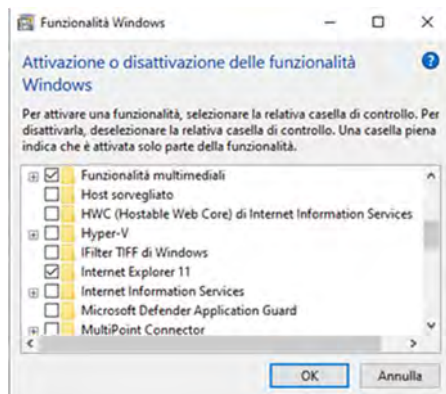 Funzionalità Windows
Attivazione o disattivazione delle funzionalità
Windows
Per attivare una funzionalità, selezionare la relativa casella di controllo. Per
disattivarla, deselezionare la relativa casella di controllo. Una casella piena
indica che è attivata solo parte della funzionalità.
Funzionalità multimediali
Host sorvegliato
HWC (Hostable Web Core) di Internet Information Services
Hyper-V
IFilter TIFF di Windows
Internet Explorer 11
Internet Information Services
Microsoft Defender Application Guard
MultiPoint Connector
OK Annulla